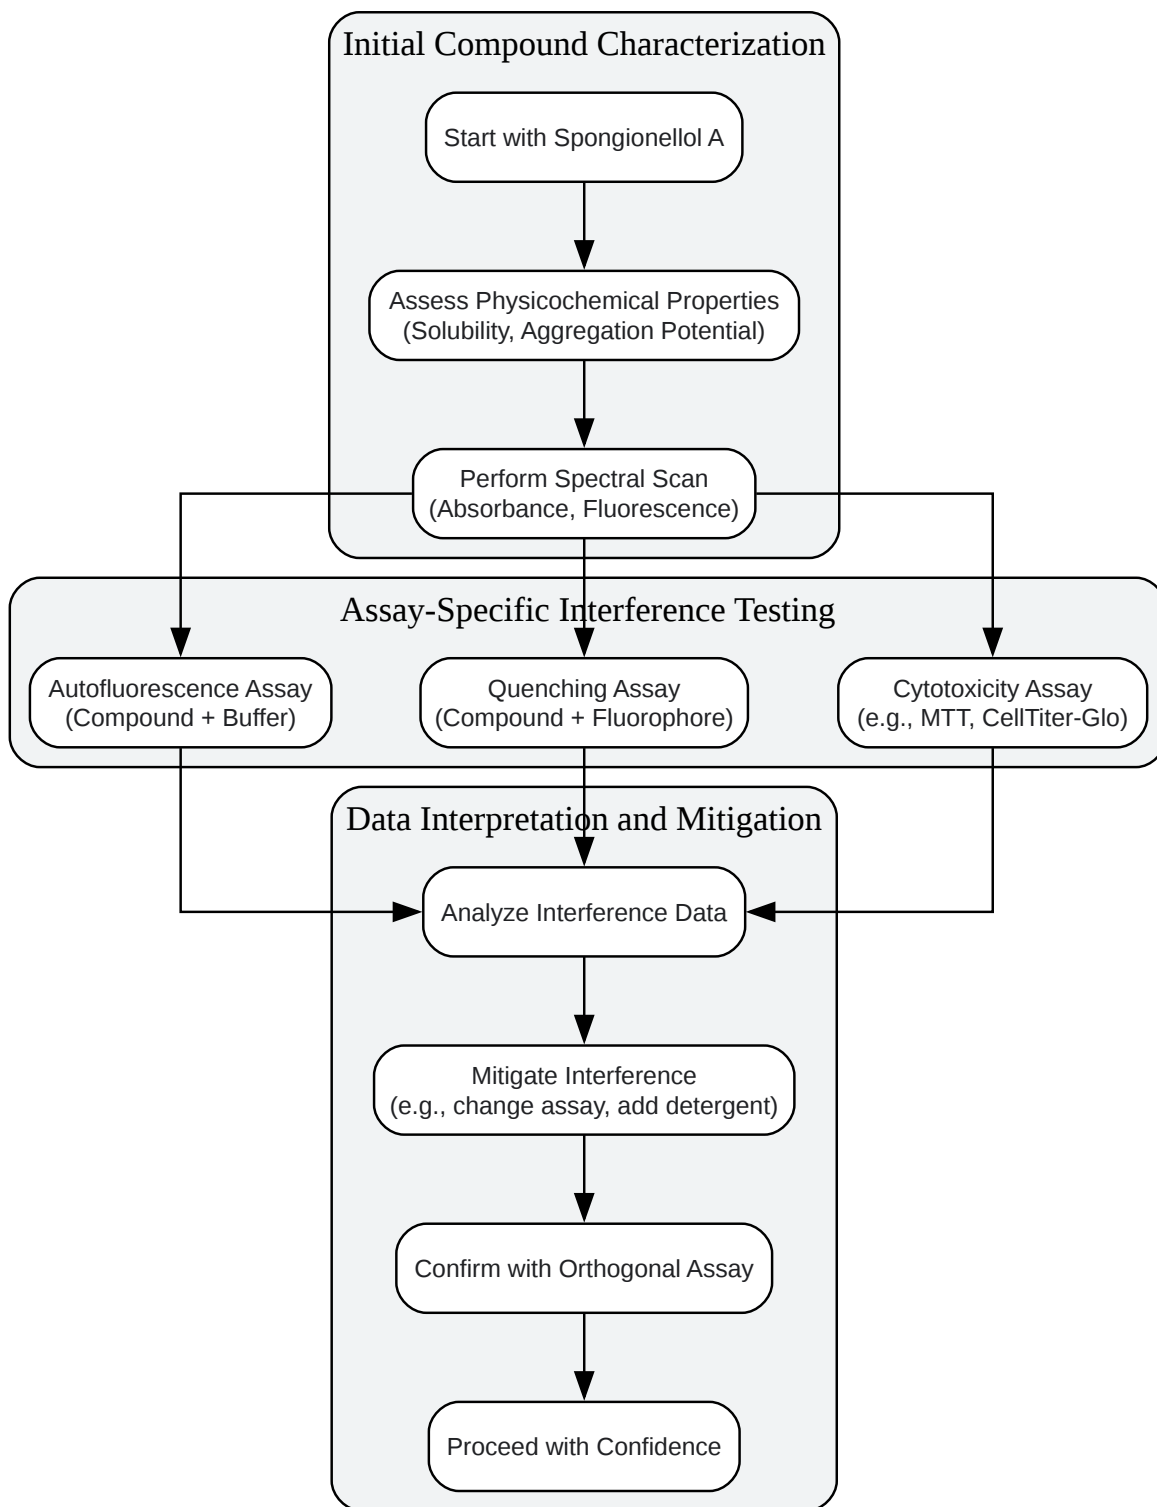 Initial Compound Characterization
Start with Spongionellol A
Assess Physicochemical Properties
(Solubility, Aggregation Potential)
Perform Spectral Scan
(Absorbance, Fluorescence)
Assay-Specific Interference Testing
Autofluorescence Assay
(Compound + Buffer)
Quenching Assay
(Compound + Fluorophore)
Cytotoxicity Assay
(e.g., MTT, CellTiter-Glo)
Data Interpretation and Mitigation
Analyze Interference Data
Mitigate Interference
(e.g., change assay, add detergent)
Confirm with Orthogonal Assay
Proceed with Confidence